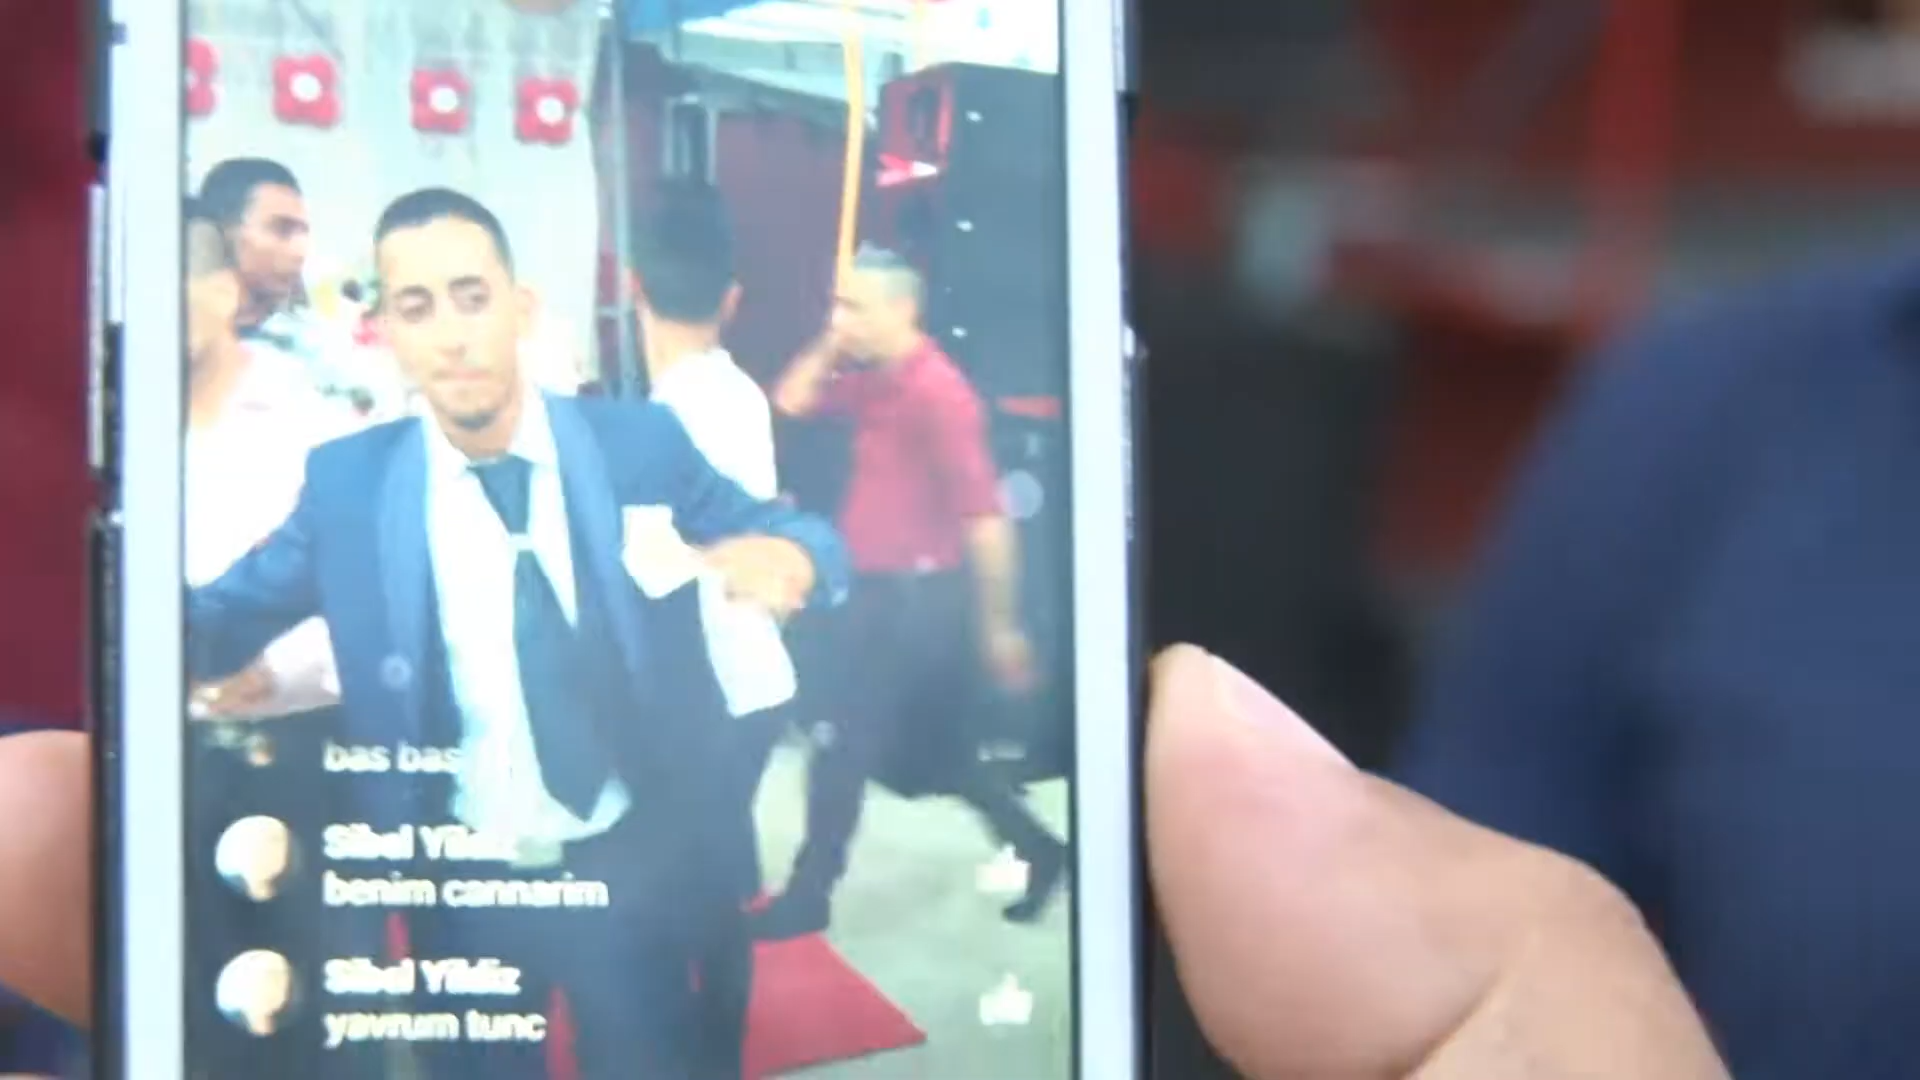 bas bas
Sibel Yildiz
benim cannarim
Sibel Yildiz
yavrum tunc